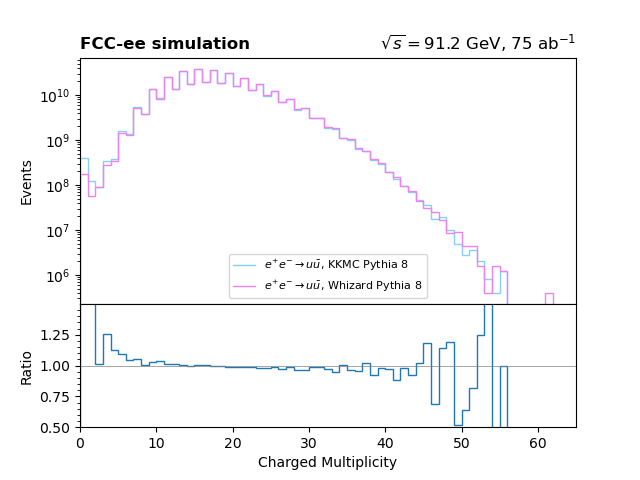 FCC-ee simulation
√s = 91.2 GeV, 75 ab⁻¹
10¹⁰
10⁹
10⁸
10⁷
10⁶
Events
e⁺e⁻→uū, KKMC Pythia 8
e⁺e⁻→uū, Whizard Pythia 8
1.25
1.00
0.75
0.50
Ratio
0 10 20 30 40 50 60
Charged Multiplicity